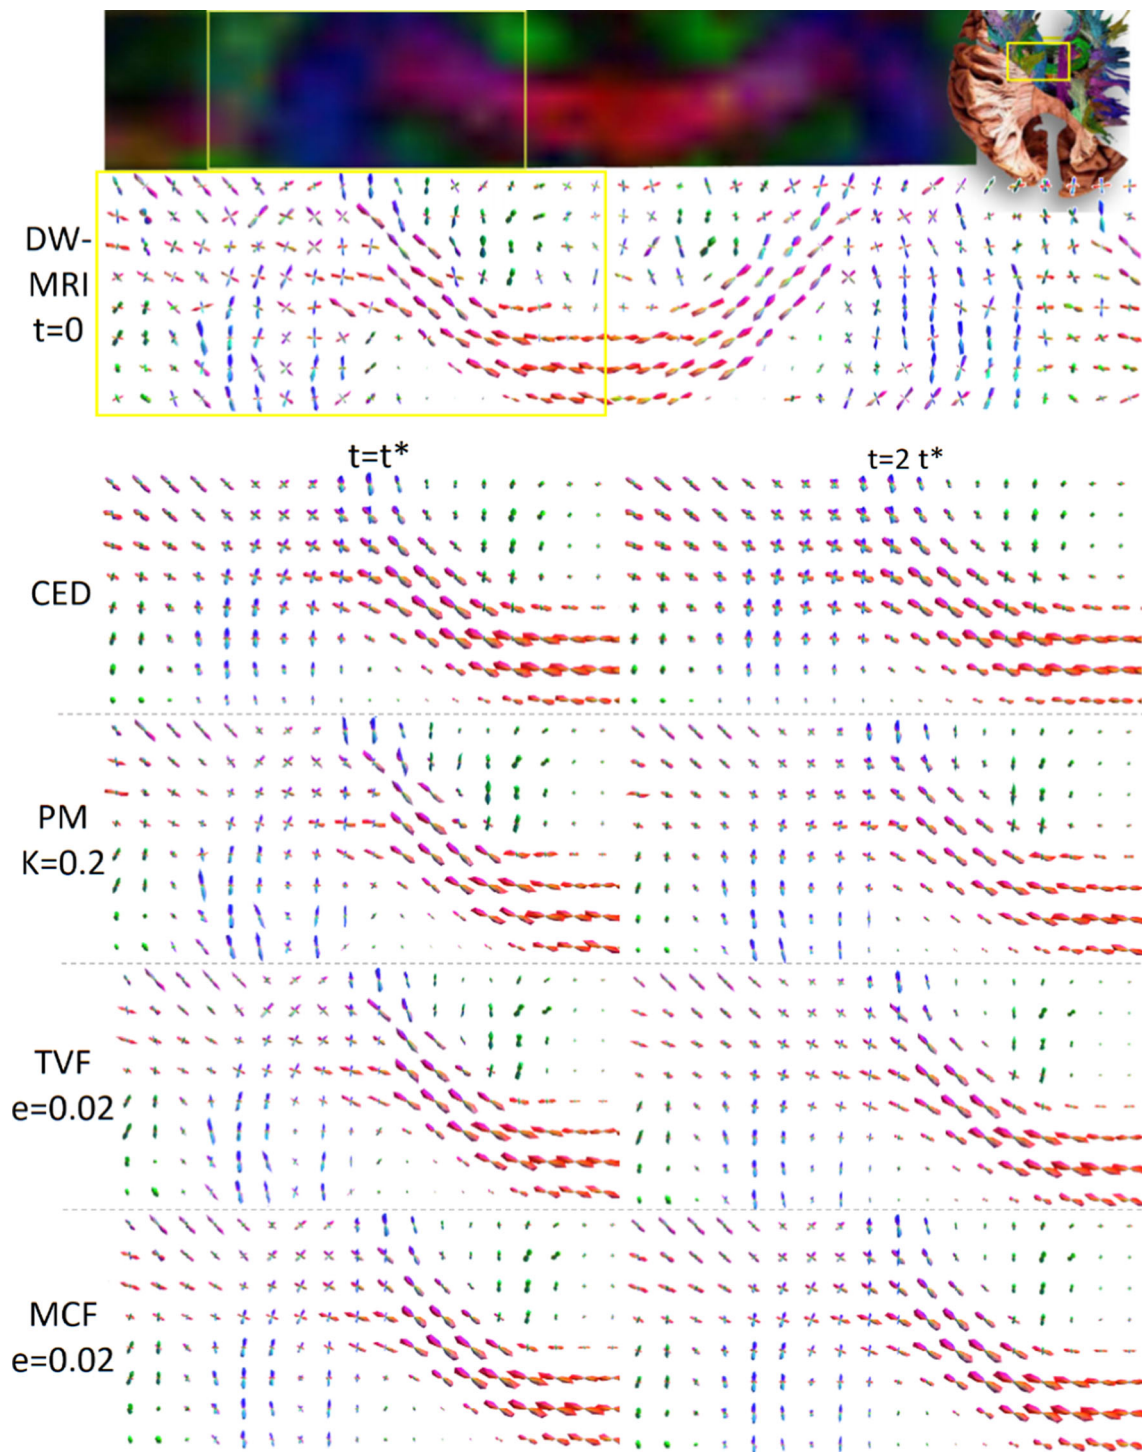 DW-
MRI
t=0
t=t*
t=2 t*
CED
PM
K=0.2
TVF
e=0.02
MCF
e=0.02